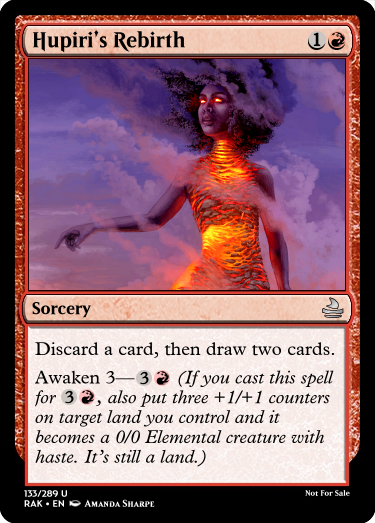 Hupiri's Rebirth 1
Sorcery
Discard a card, then draw two cards.
Awaken 3—3 (If you cast this spell
for 3, also put three +1/+1 counters
on target land you control and it
becomes a 0/0 Elemental creature with
haste. It's still a land.)
133/289 U
Not For Sale
RAK • EN Amanda Sharpe